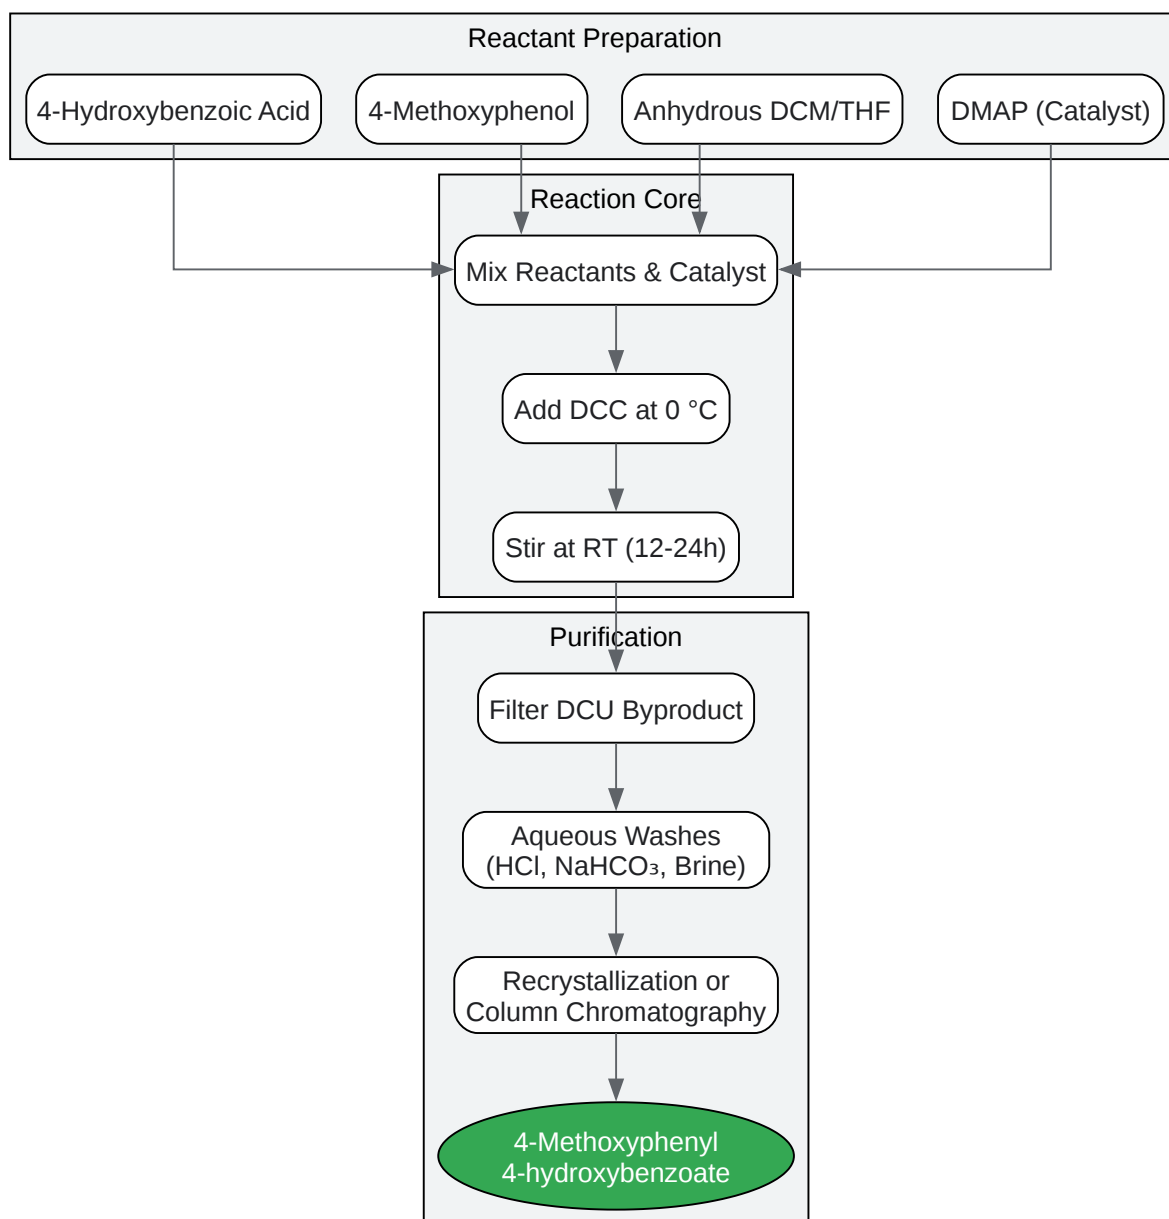 Reactant Preparation
4-Hydroxybenzoic Acid
4-Methoxyphenol
Anhydrous DCM/THF
DMAP (Catalyst)
Reaction Core
Mix Reactants & Catalyst
Add DCC at 0 °C
Stir at RT (12-24h)
Purification
Filter DCU Byproduct
Aqueous Washes
(HCl, NaHCO₃, Brine)
Recrystallization or
Column Chromatography
4-Methoxyphenyl
4-hydroxybenzoate